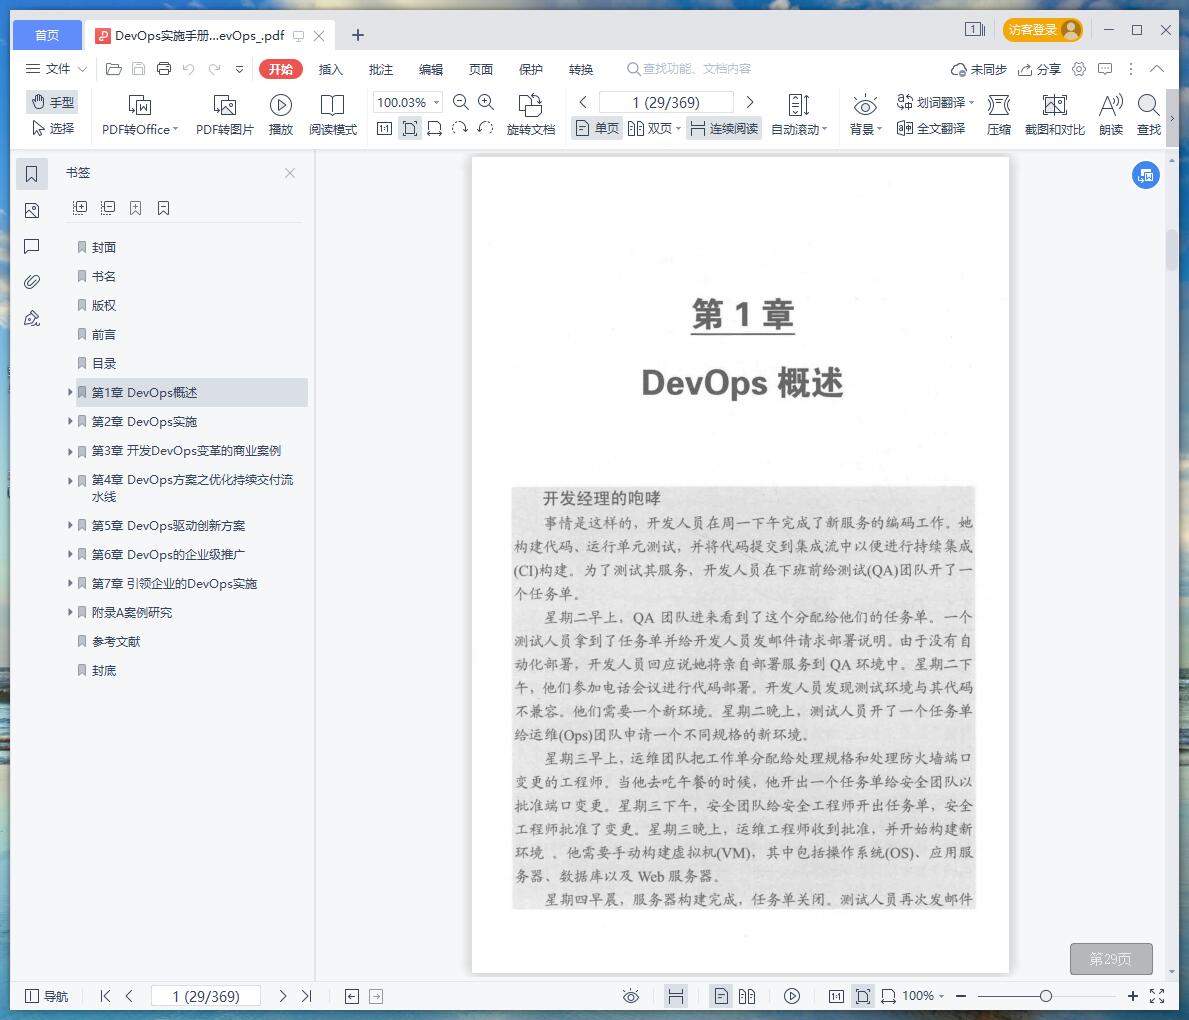 首页
DevOps实施手册...evOps_.pdf
1
访客登录
文件
开始
插入
批注
编辑
页面
保护
转换
查找功能、文档内容
未同步
分享
手型
选择
PDF转Office
PDF转图片
播放
阅读模式
100.03%
旋转文档
1 (29/369)
单页
双页
连续阅读
自动滚动
背景
划词翻译
全文翻译
压缩
截图和对比
朗读
查找
书签
封面
书名
版权
前言
目录
第1章 DevOps概述
第2章 DevOps实施
第3章 开发DevOps变革的商业案例
第4章 DevOps方案之优化持续交付流
水线
第5章 DevOps驱动创新方案
第6章 DevOps的企业级推广
第7章 引领企业的DevOps实施
附录A案例研究
参考文献
封底
第 1 章
DevOps 概述
开发经理的咆哮
事情是这样的，开发人员在周一下午完成了新服务的编码工作。她
构建代码、运行单元测试，并将代码提交到集成流中以便进行持续集成
(CI)构建。为了测试其服务，开发人员在下班前给测试(QA)团队开了一
个任务单。
星期二早上，QA 团队进来看到了这个分配给他们的任务单。一个
测试人员拿到了任务单并给开发人员发邮件请求部署说明。由于没有自
动化部署，开发人员回应说她将亲自部署服务到 QA 环境中。星期二下
午，他们参加电话会议进行代码部署。开发人员发现测试环境与其代码
不兼容。他们需要一个新环境。星期二晚上，测试人员开了一个任务单
给运维(Ops)团队申请一个不同规格的新环境。
星期三早上，运维团队把工作单分配给处理规格和处理防火墙端口
变更的工程师。当他去吃午餐的时候，他开出一个任务单给安全团队以
批准端口变更。星期三下午，安全团队给安全工程师开出任务单，安全
工程师批准了变更。星期三晚上，运维工程师收到批准，并开始构建新
环境 。他需要手动构建虚拟机(VM)，其中包括操作系统(OS)、应用服
务器、数据库以及 Web 服务器。
星期四早晨，服务器构建完成，任务单关闭。测试人员再次发邮件
第29页
导航
1 (29/369)
100%